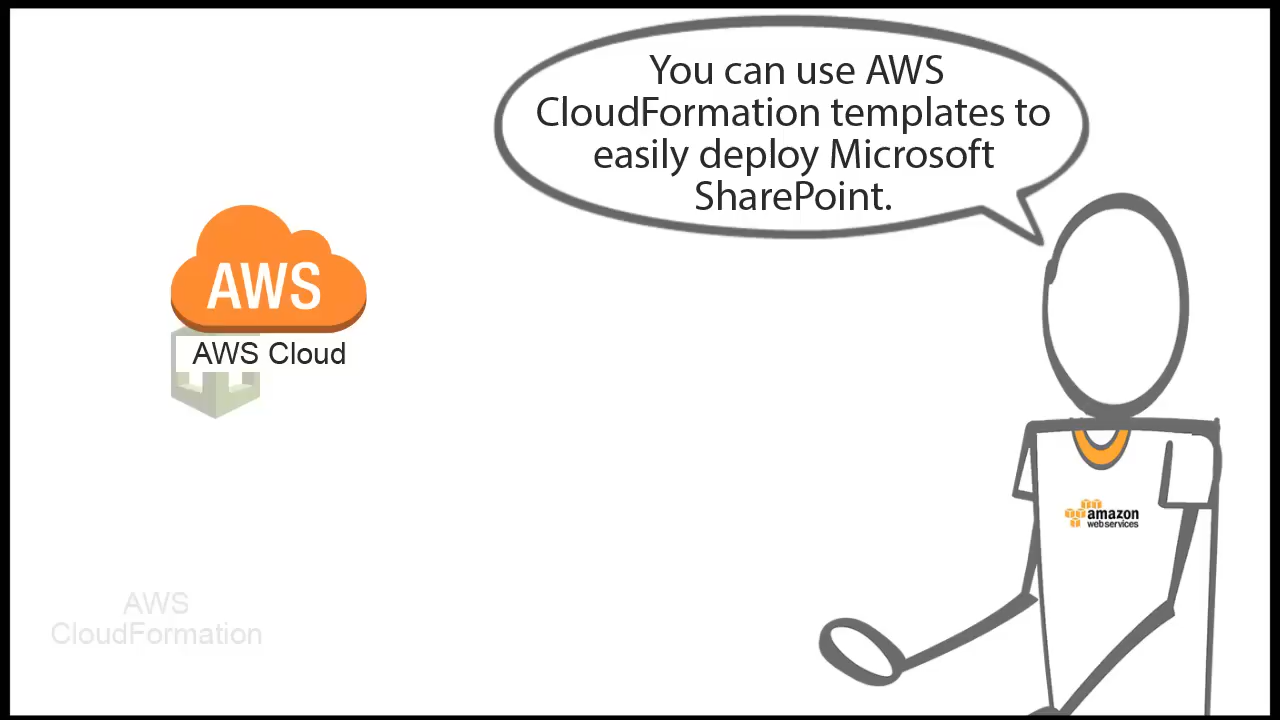 You can use AWS
CloudFormation templates to
easily deploy Microsoft
SharePoint.
AWS
AWS Cloud
amazon
webservices
AWS
CloudFormation